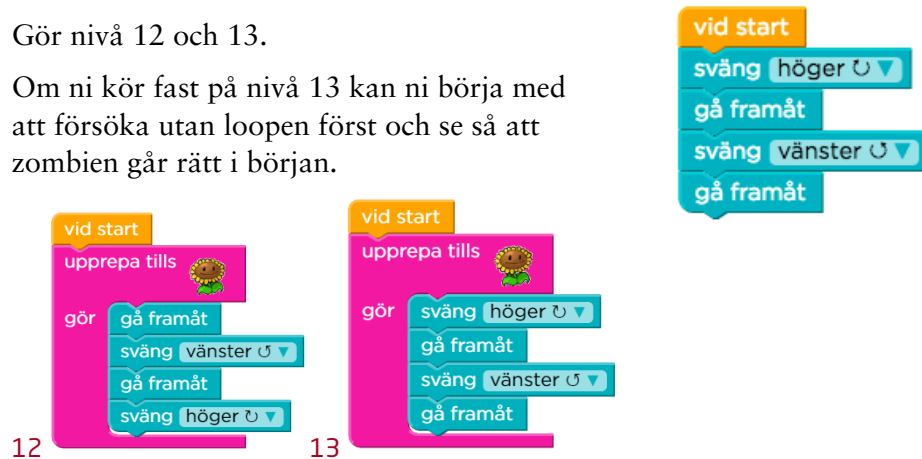 Gör nivå 12 och 13.
Om ni kör fast på nivå 13 kan ni börja med
att försöka utan loopen först och se så att
zombien går rätt i början.
vid start
sväng höger ↻ ▼
gå framåt
sväng vänster ↺ ▼
gå framåt
vid start
upprepa tills
gör gå framåt
sväng vänster ↺ ▼
gå framåt
sväng höger ↻ ▼
12
vid start
upprepa tills
gör sväng höger ↻ ▼
gå framåt
sväng vänster ↺ ▼
gå framåt
13